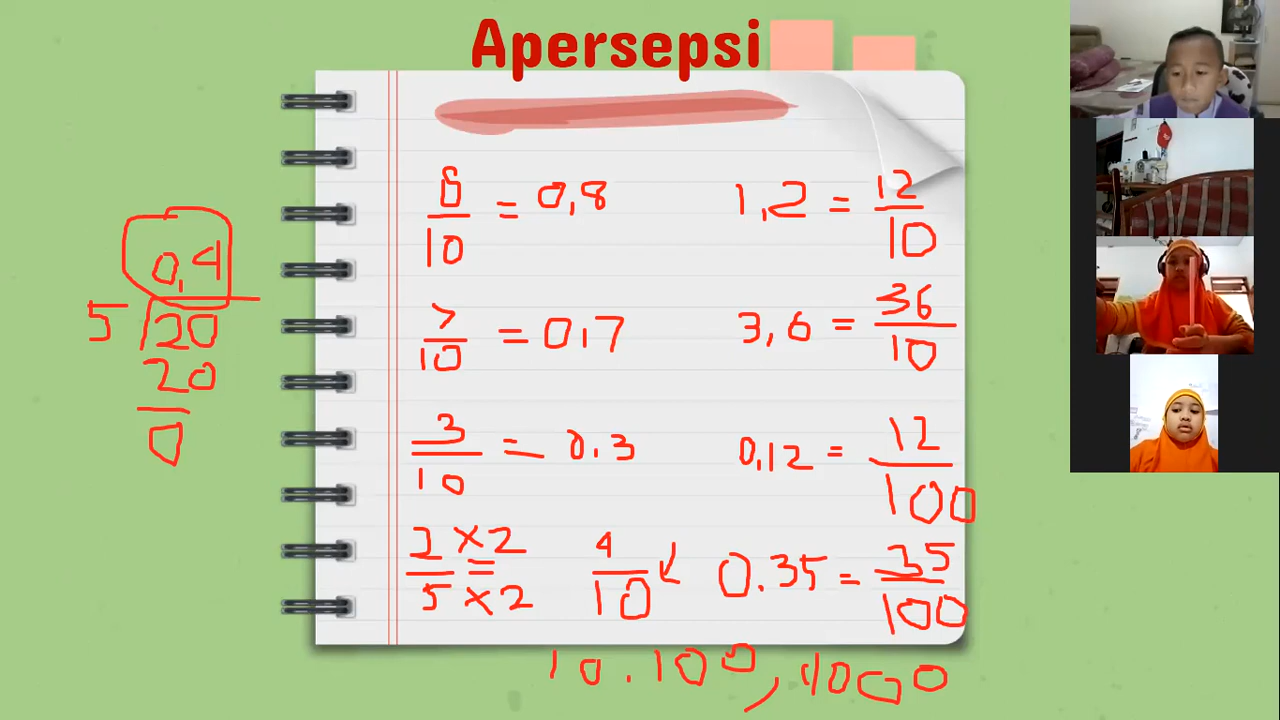 Apersepsi
8/10 = 0,8
1,2 = 12/10
7/10 = 0,7
3,6 = 36/10
3/10 = 0.3
0,12 = 12/100
2/5 × 2 = × 2 4/10
0.35 = 35/100
10.100, 1000
0,4
5 20
20
0